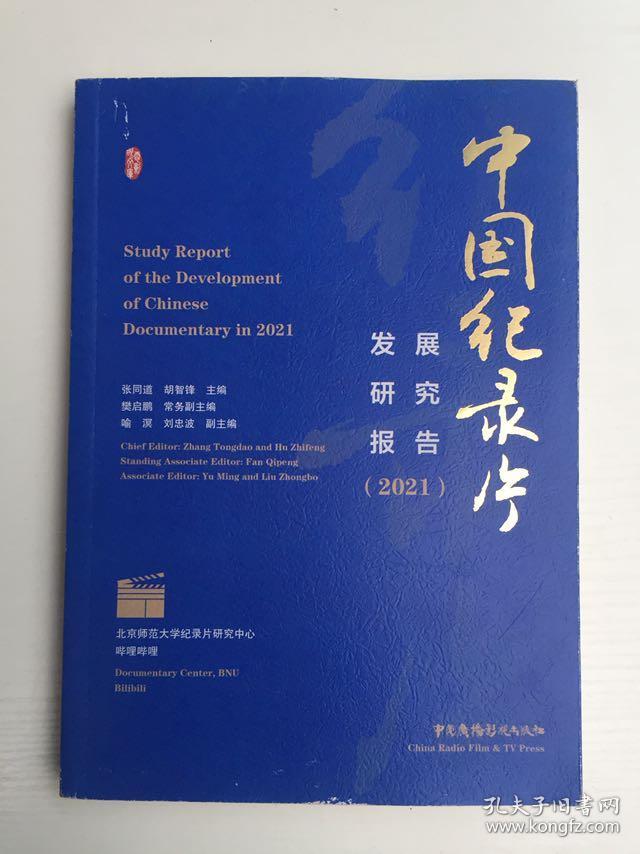 中国纪录片
发展
研究
报告
(2021)
Study Report
of the Development
of Chinese
Documentary in 2021
张同道 胡智锋 主编
樊启鹏 常务副主编
喻溟 刘忠波 副主编
Chief Editor: Zhang Tongdao and Hu Zhifeng
Standing Associate Editor: Fan Qipeng
Associate Editor: Yu Ming and Liu Zhongbo
北京师范大学纪录片研究中心
哔哩哔哩
Documentary Center, BNU
Bilibili
中国广播影视出版社
China Radio Film & TV Press
孔夫子旧书网
www.kongfz.com